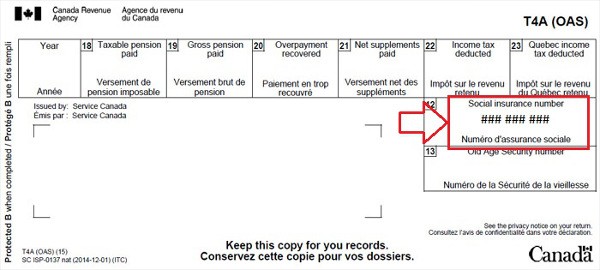 Canada Revenue Agency
Agence du revenu du Canada
T4A (OAS)
Year
Année
18 Taxable pension paid
Versement de pension imposable
19 Gross pension paid
Versement brut de pension
20 Overpayment recovered
Paiement en trop recouvré
21 Net supplements paid
Versement net des suppléments
22 Income tax deducted
Impôt sur le revenu retenu
23 Quebec income tax deducted
Impôt sur le revenu du Québec retenu
Issued by: Service Canada
Émis par : Service Canada
12 Social insurance number
### ### ###
Numéro d'assurance sociale
13 Old Age Security number
Numéro de la Sécurité de la vieillesse
Protected B when completed / Protégé B une fois rempli
See the privacy notice on your return.
Consultez l'avis de confidentialité dans votre déclaration.
T4A (OAS) (15)
SC ISP-0137 nat (2014-12-01) (ITC)
Keep this copy for you records.
Conservez cette copie pour vos dossiers.
Canada